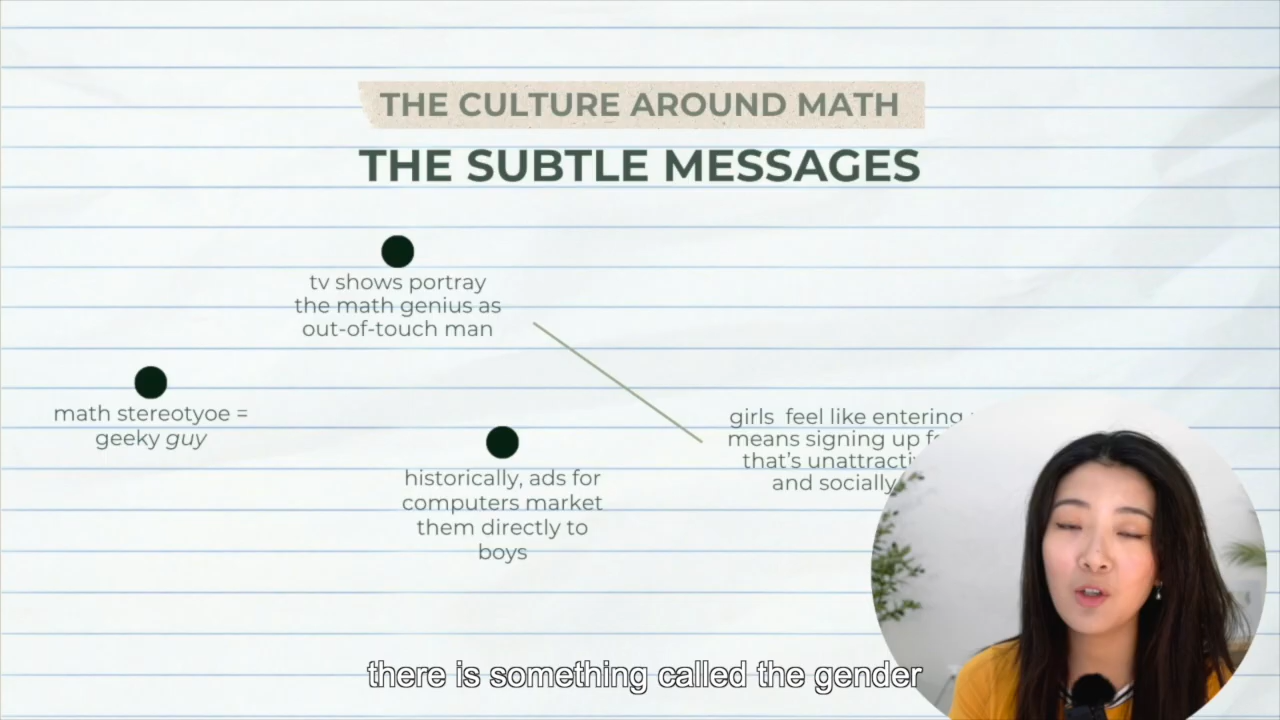 THE CULTURE AROUND MATH
THE SUBTLE MESSAGES
tv shows portray
the math genius as
out-of-touch man
math stereotyoe =
geeky guy
historically, ads for
computers market
them directly to
boys
girls feel like entering
means signing up
that's
and socially
there is something called the gender